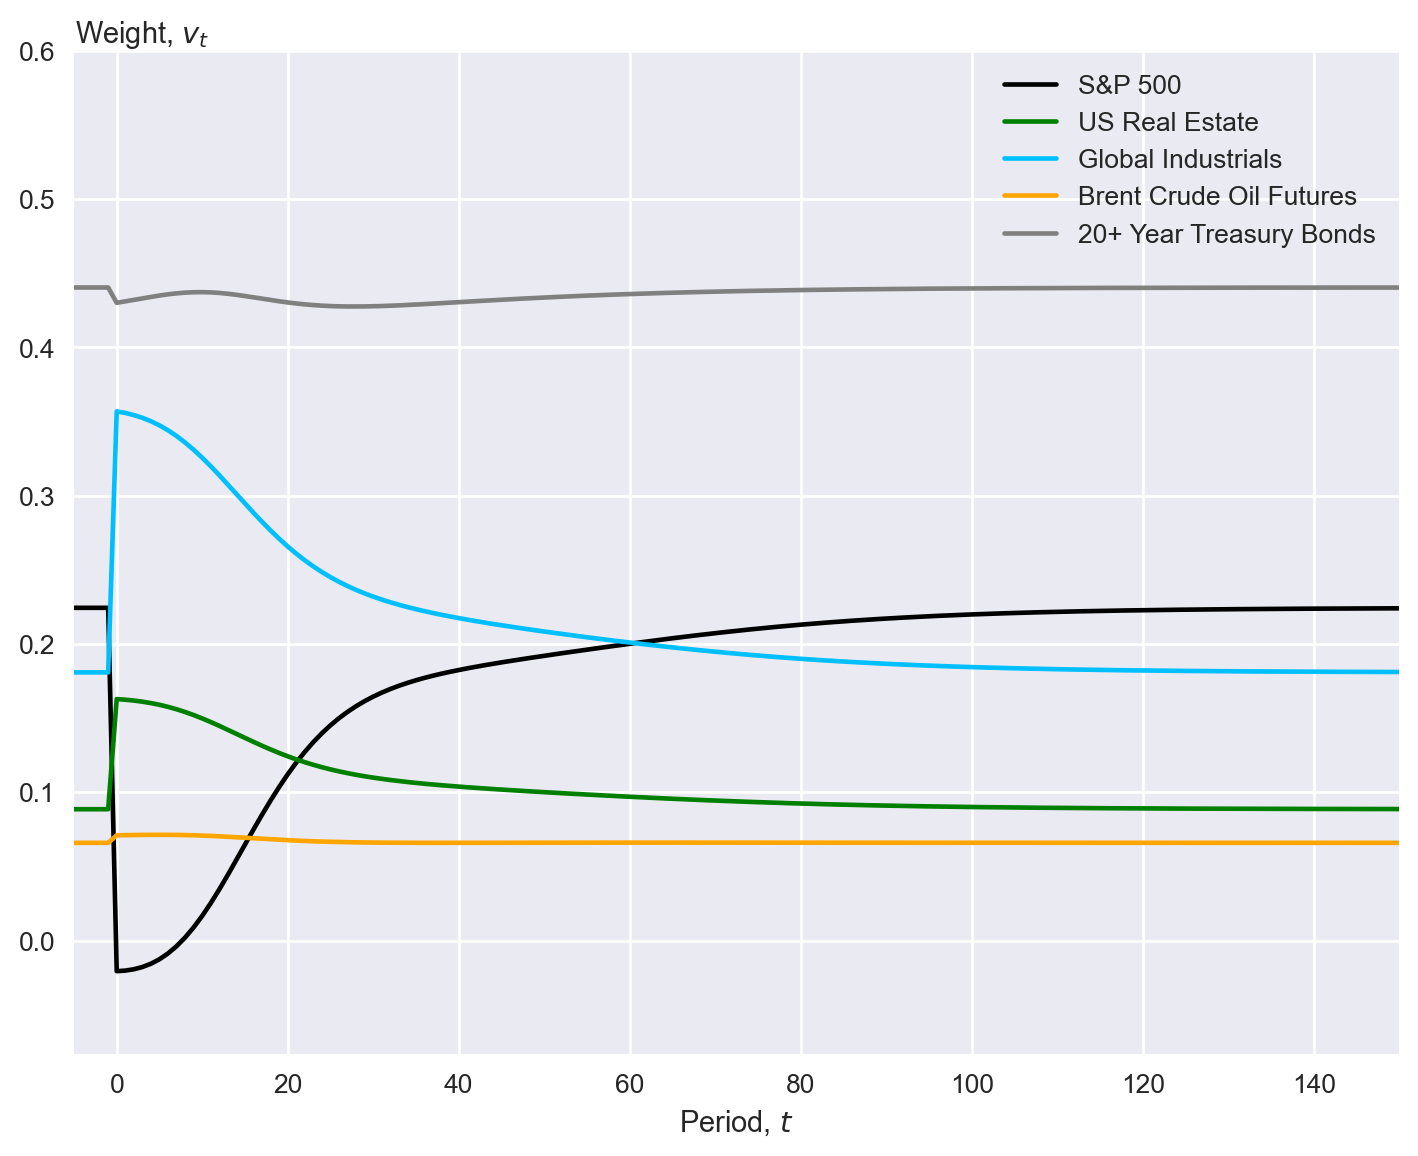 Weight, vₜ
0.6
0.5
0.4
0.3
0.2
0.1
0.0
S&P 500
US Real Estate
Global Industrials
Brent Crude Oil Futures
20+ Year Treasury Bonds
0 20 40 60 80 100 120 140
Period, t